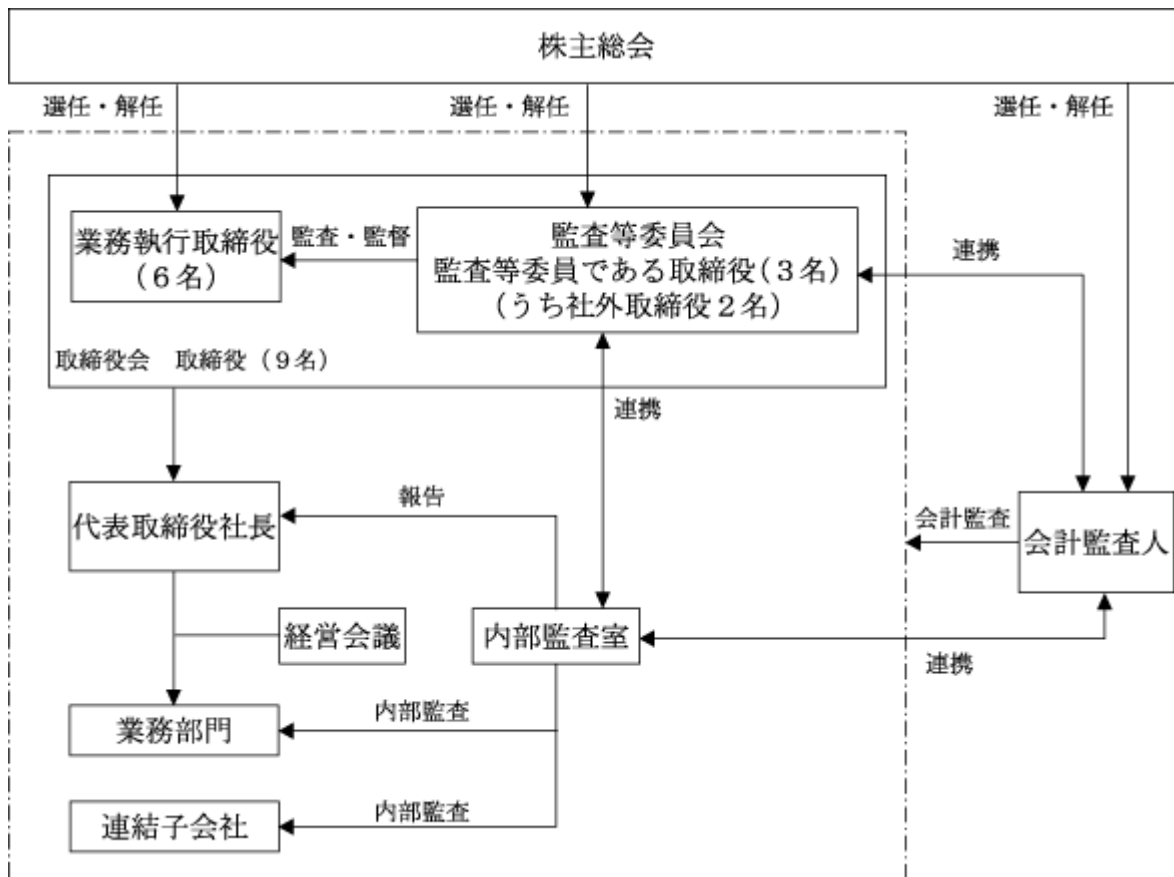 株主総会
選任・解任
選任・解任
選任・解任
業務執行取締役
（６名）
監査・監督
監査等委員会
監査等委員である取締役（３名）
（うち社外取締役２名）
連携
取締役会　取締役（９名）
連携
代表取締役社長
報告
会計監査
会計監査人
経営会議
内部監査室
連携
業務部門
内部監査
連結子会社
内部監査